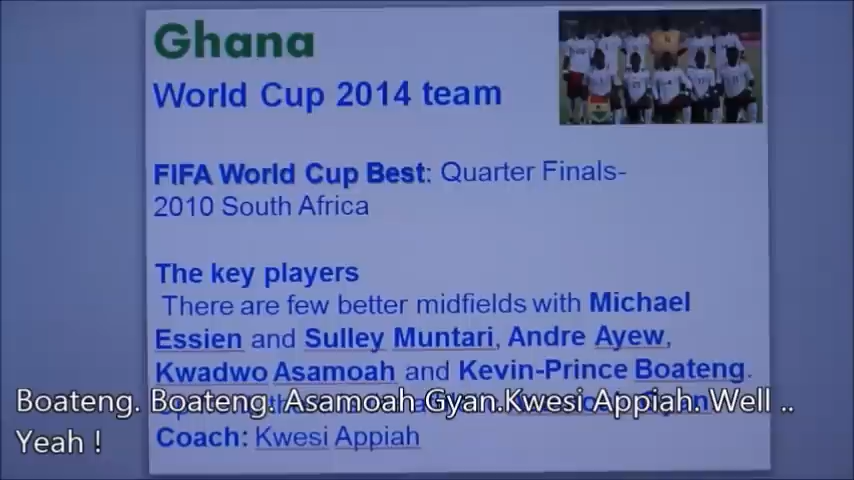 Ghana
World Cup 2014 team
FIFA World Cup Best: Quarter Finals-
2010 South Africa
The key players
There are few better midfields with Michael
Essien and Sulley Muntari, Andre Ayew,
Kwadwo Asamoah and Kevin-Prince Boateng.
Boateng. Boateng. Asamoah Gyan.Kwesi Appiah. Well ..
Yeah !
Coach: Kwesi Appiah